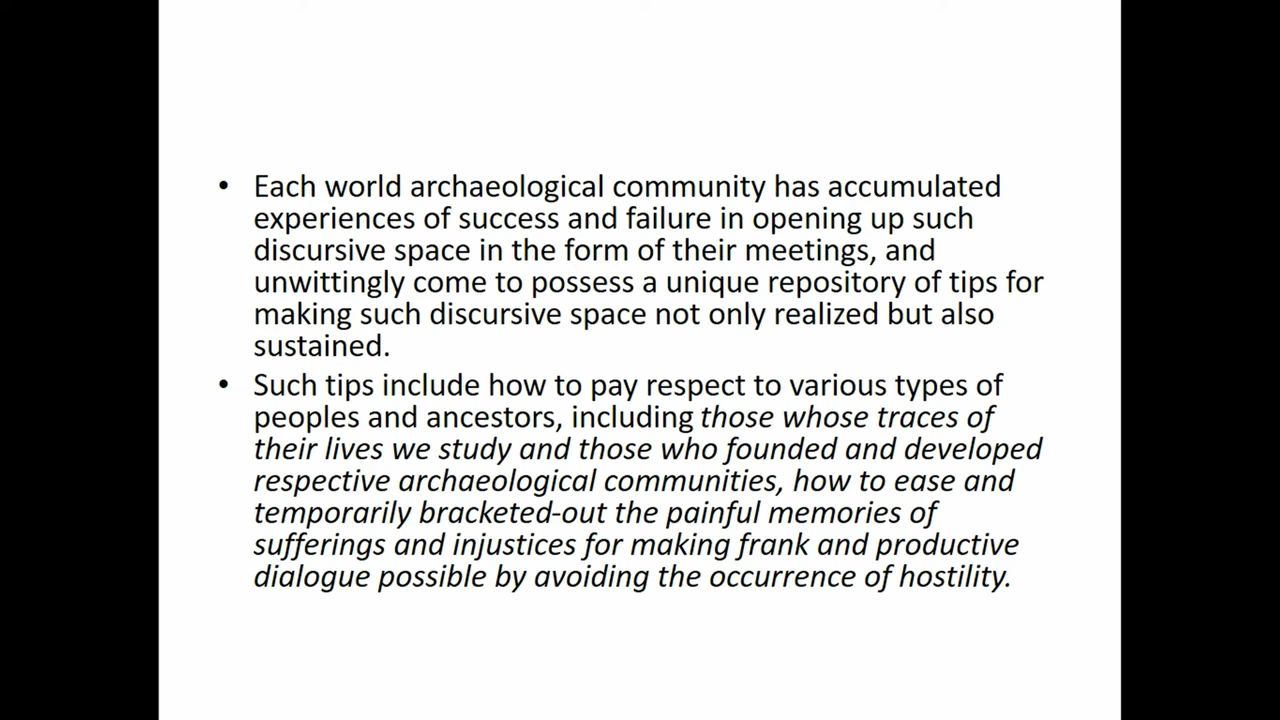 • Each world archaeological community has accumulated
experiences of success and failure in opening up such
discursive space in the form of their meetings, and
unwittingly come to possess a unique repository of tips for
making such discursive space not only realized but also
sustained.
• Such tips include how to pay respect to various types of
peoples and ancestors, including those whose traces of
their lives we study and those who founded and developed
respective archaeological communities, how to ease and
temporarily bracketed-out the painful memories of
sufferings and injustices for making frank and productive
dialogue possible by avoiding the occurrence of hostility.